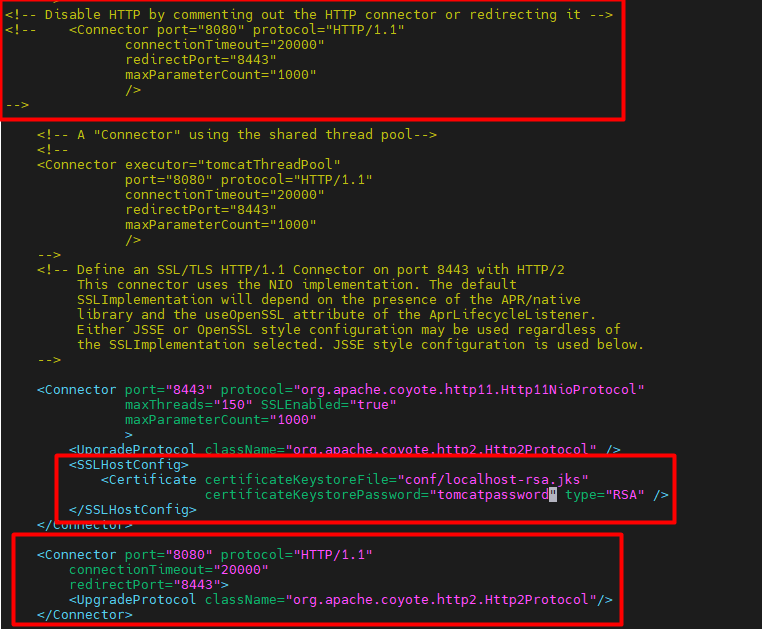 <!-- Disable HTTP by commenting out the HTTP connector or redirecting it -->
<!--    <Connector port="8080" protocol="HTTP/1.1"
               connectionTimeout="20000"
               redirectPort="8443"
               maxParameterCount="1000"
               />
-->
    <!-- A "Connector" using the shared thread pool-->
    <!--
    <Connector executor="tomcatThreadPool"
               port="8080" protocol="HTTP/1.1"
               connectionTimeout="20000"
               redirectPort="8443"
               maxParameterCount="1000"
               />
    -->
    <!-- Define an SSL/TLS HTTP/1.1 Connector on port 8443 with HTTP/2
         This connector uses the NIO implementation. The default
         SSLImplementation will depend on the presence of the APR/native
         library and the useOpenSSL attribute of the AprLifecycleListener.
         Either JSSE or OpenSSL style configuration may be used regardless of
         the SSLImplementation selected. JSSE style configuration is used below.
    -->
    <Connector port="8443" protocol="org.apache.coyote.http11.Http11NioProtocol"
               maxThreads="150" SSLEnabled="true"
               maxParameterCount="1000"
               >
        <UpgradeProtocol className="org.apache.coyote.http2.Http2Protocol" />
        <SSLHostConfig>
            <Certificate certificateKeystoreFile="conf/localhost-rsa.jks"
                         certificateKeystorePassword="tomcatpassword" type="RSA" />
        </SSLHostConfig>
    </Connector>
    <Connector port="8080" protocol="HTTP/1.1"
        connectionTimeout="20000"
        redirectPort="8443">
        <UpgradeProtocol className="org.apache.coyote.http2.Http2Protocol"/>
    </Connector>